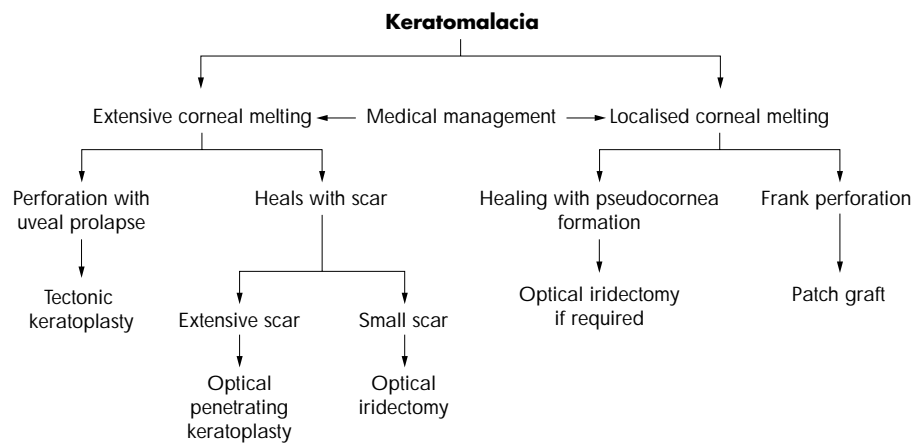 Keratomalacia
Extensive corneal melting
Medical management
Localised corneal melting
Perforation with
uveal prolapse
Heals with scar
Healing with pseudocornea
formation
Frank perforation
Tectonic
keratoplasty
Extensive scar
Small scar
Optical iridectomy
if required
Patch graft
Optical
penetrating
keratoplasty
Optical
iridectomy